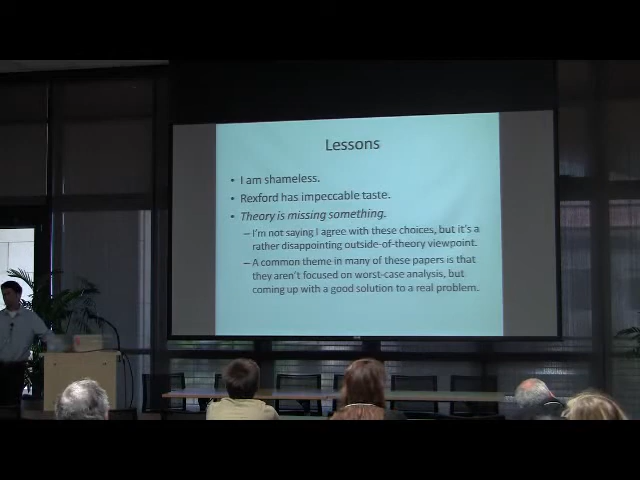 Lessons
• I am shameless.
• Rexford has impeccable taste.
• Theory is missing something.
– I'm not saying I agree with these choices, but it's a
rather disappointing outside-of-theory viewpoint.
– A common theme in many of these papers is that
they aren't focused on worst-case analysis, but
coming up with a good solution to a real problem.